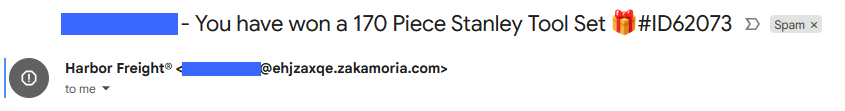 - You have won a 170 Piece Stanley Tool Set 🎁#ID62073 Spam ×
Harbor Freight® < @ehjzaxqe.zakamoria.com>
to me